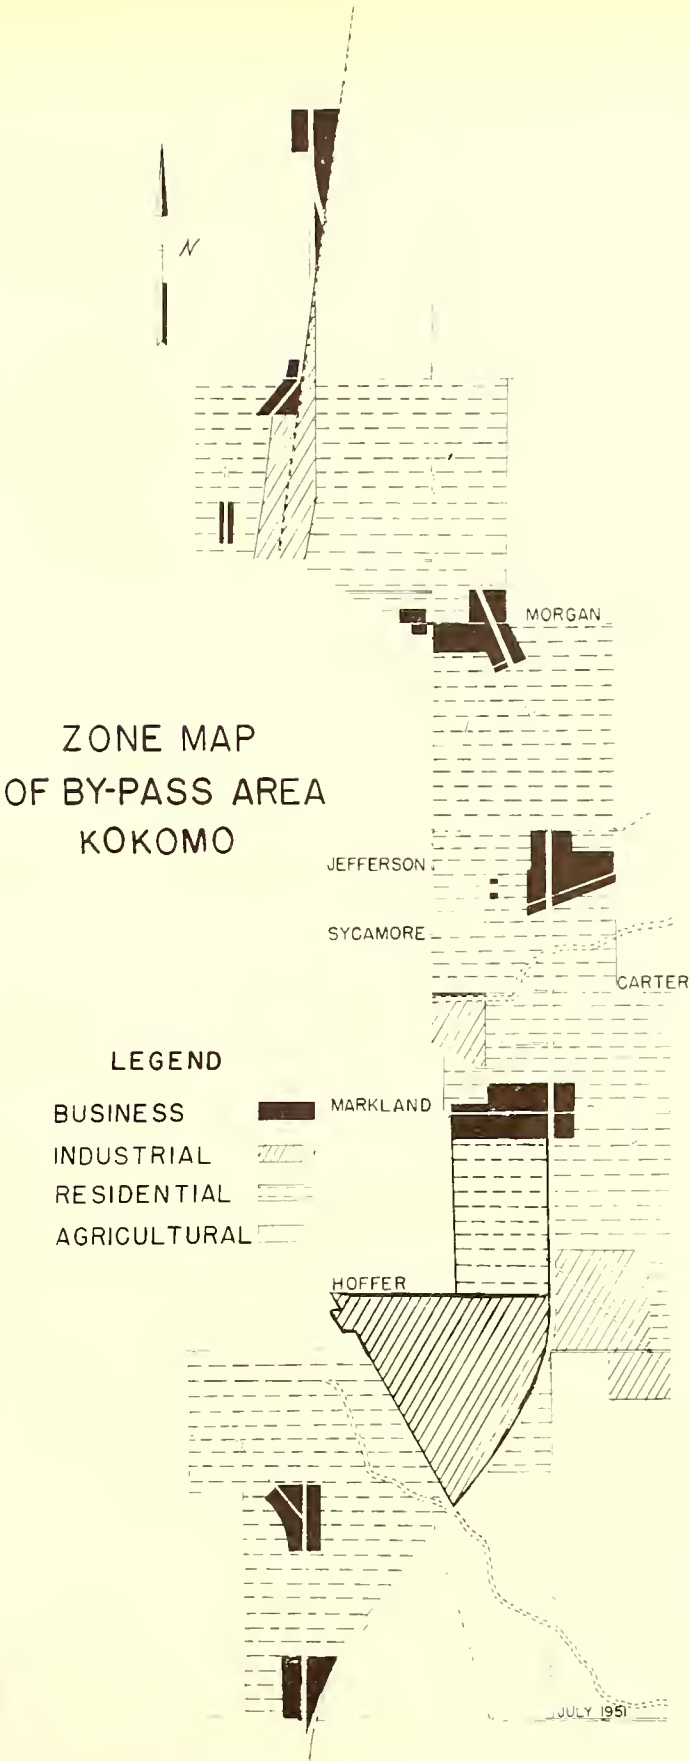 N
MORGAN
ZONE MAP
OF BY-PASS AREA
KOKOMO
JEFFERSON
SYCAMORE
CARTER
LEGEND
BUSINESS
MARKLAND
INDUSTRIAL
RESIDENTIAL
AGRICULTURAL
HOFFER
JULY 1951